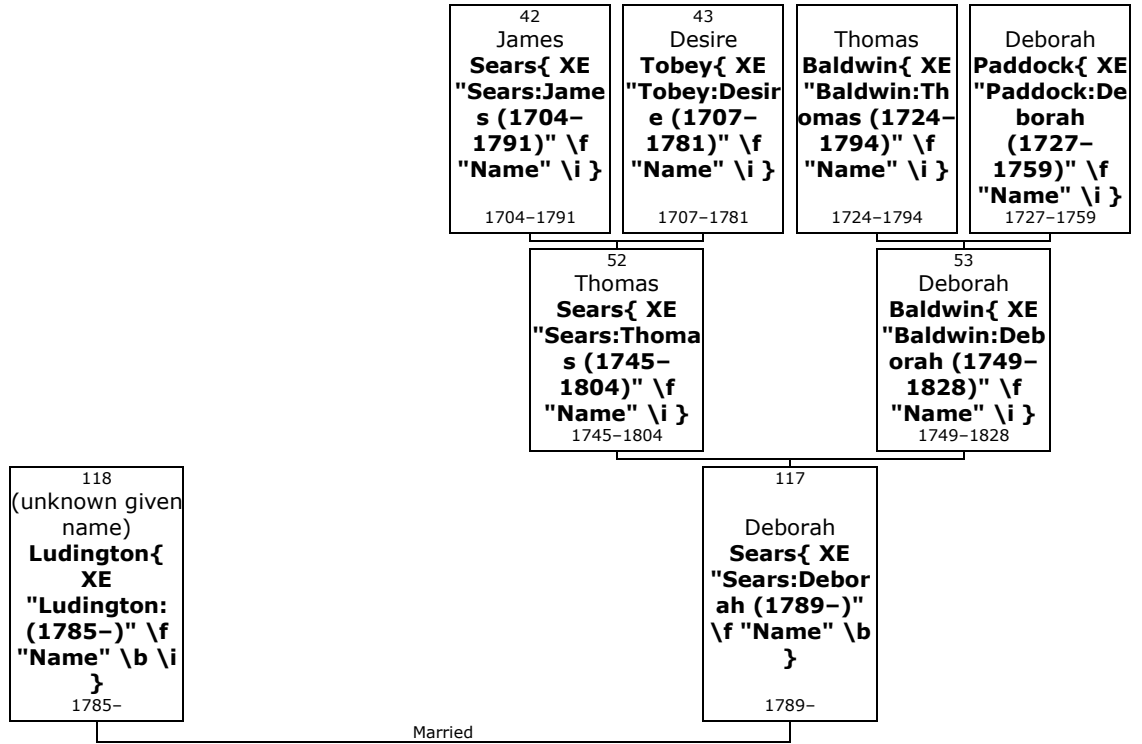 42
James
Sears{ XE
"Sears:Jame
s (1704–
1791)" \f
"Name" \i }
1704–1791
43
Desire
Tobey{ XE
"Tobey:Desir
e (1707–
1781)" \f
"Name" \i }
1707–1781
Thomas
Baldwin{ XE
"Baldwin:Th
omas (1724–
1794)" \f
"Name" \i }
1724–1794
Deborah
Paddock{ XE
"Paddock:De
borah
(1727–
1759)" \f
"Name" \i }
1727–1759
52
Thomas
Sears{ XE
"Sears:Thoma
s (1745–
1804)" \f
"Name" \i }
1745–1804
53
Deborah
Baldwin{ XE
"Baldwin:Deb
orah (1749–
1828)" \f
"Name" \i }
1749–1828
118
(unknown given
name)
Ludington{
XE
"Ludington:
(1785–)" \f
"Name" \b \i
}
1785–
117
Deborah
Sears{ XE
"Sears:Debor
ah (1789–)"
\f "Name" \b
}
1789–
Married